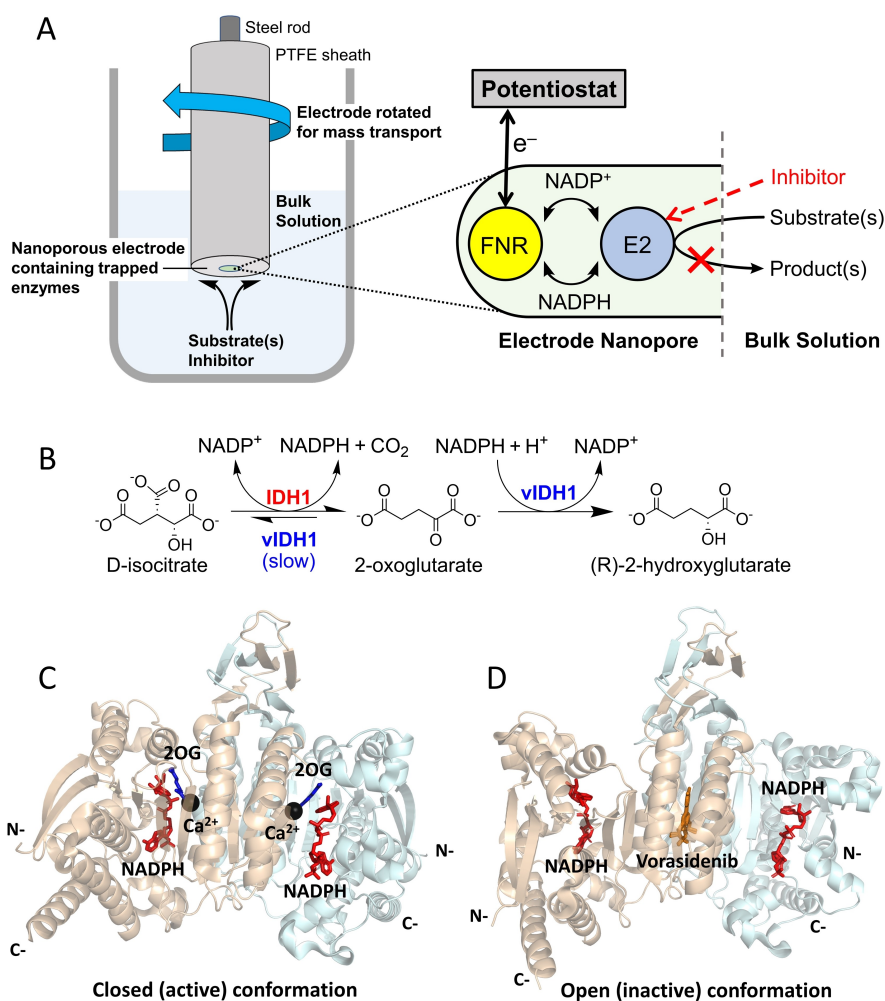 A
Steel rod
PTFE sheath
Electrode rotated
for mass transport
Bulk
Solution
Nanoporous electrode
containing trapped
enzymes
Substrate(s)
Inhibitor
Potentiostat
e–
NADP+
Inhibitor
FNR
E2
Substrate(s)
Product(s)
NADPH
Electrode Nanopore
Bulk Solution
B
NADP+
NADPH + CO2
NADPH + H+
NADP+
IDH1
vIDH1
vIDH1
(slow)
-O
O
O
O
-O
O-
OH
D-isocitrate
O
O
-O
O-
O
2-oxoglutarate
O
O
-O
O-
OH
(R)-2-hydroxyglutarate
C
2OG
2OG
Ca2+
Ca2+
NADPH
NADPH
N-
N-
C-
C-
Closed (active) conformation
D
NADPH
NADPH
Vorasidenib
N-
N-
C-
C-
Open (inactive) conformation